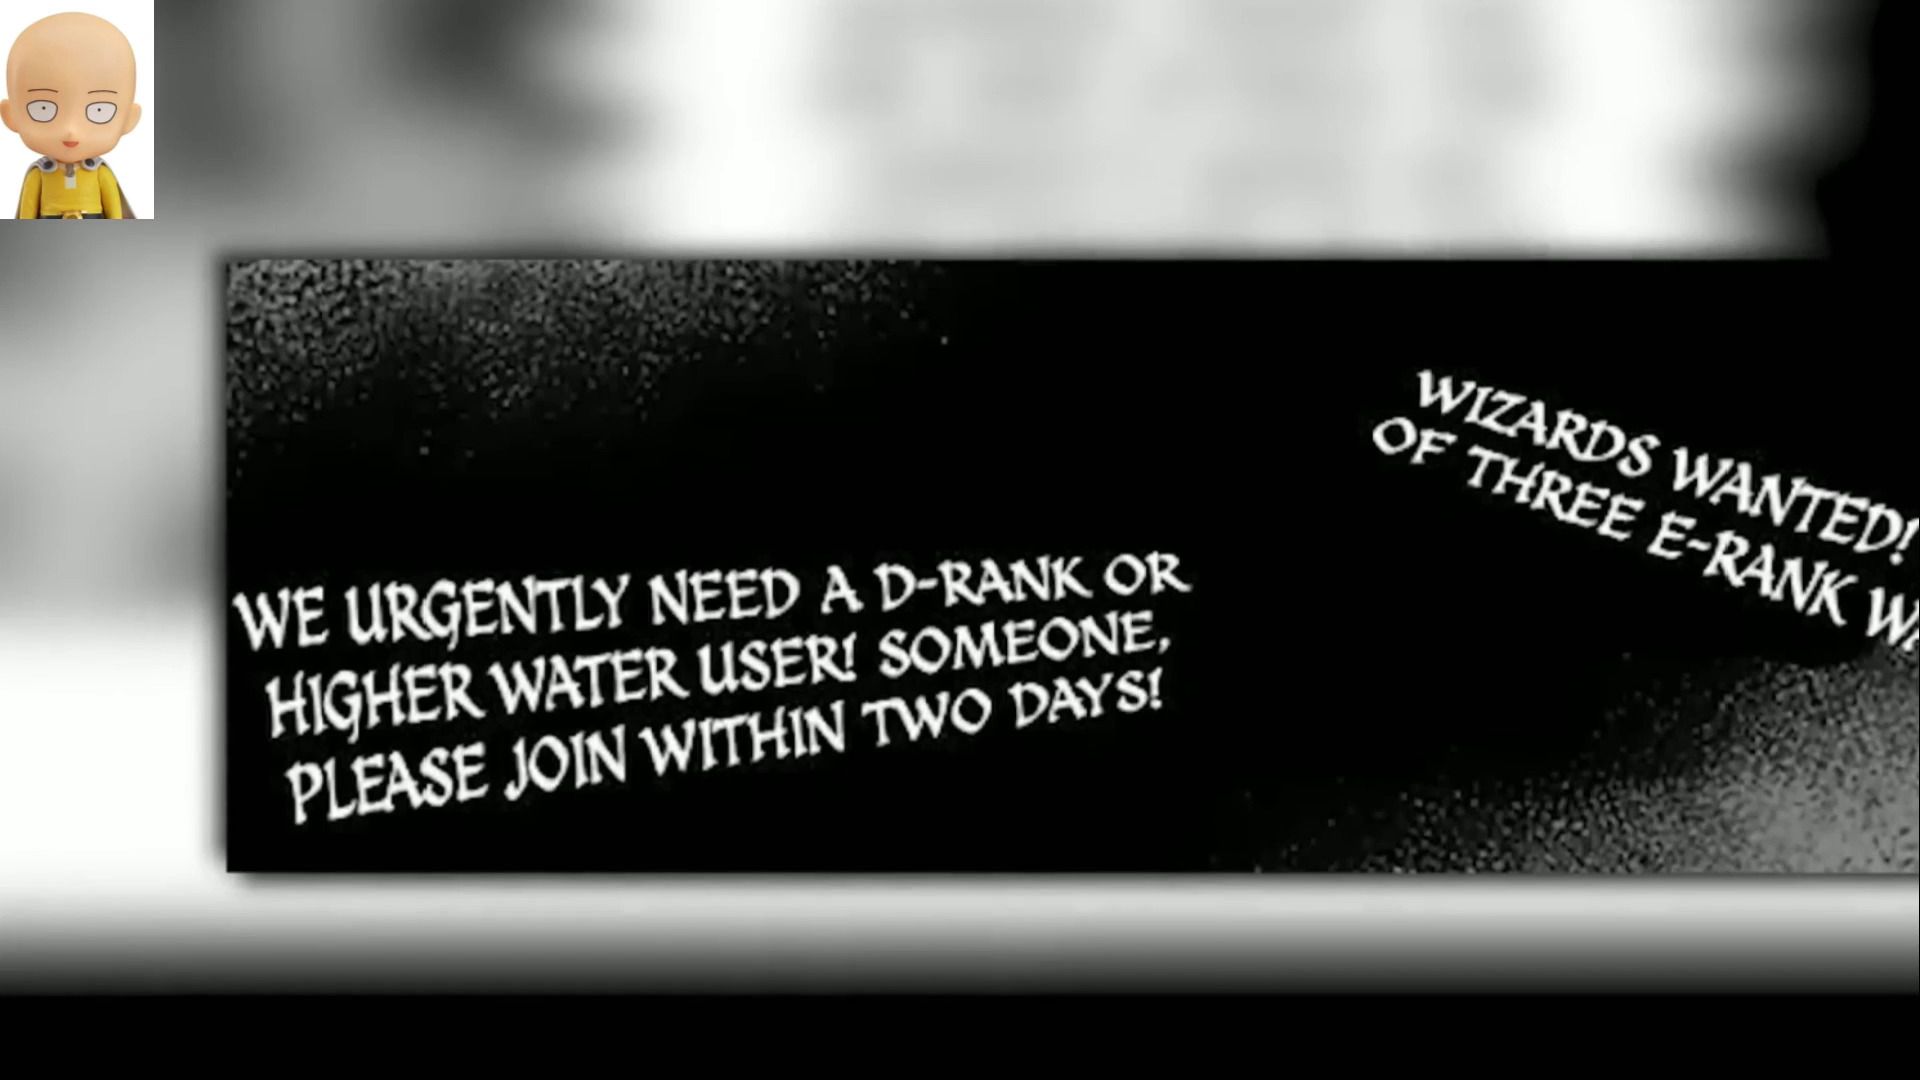 WE URGENTLY NEED A D-RANK OR
HIGHER WATER USER! SOMEONE,
PLEASE JOIN WITHIN TWO DAYS!
WIZARDS WANTED!
OF THREE E-RANK